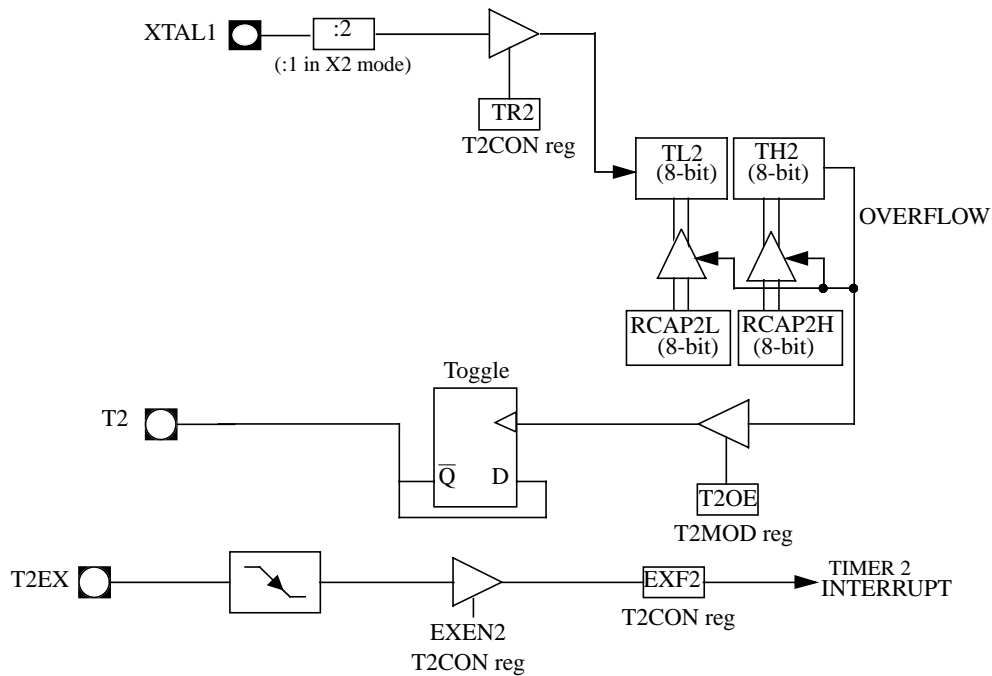 XTAL1
:2
(:1 in X2 mode)
TR2
T2CON reg
TL2
(8-bit)
TH2
(8-bit)
OVERFLOW
RCAP2L
(8-bit)
RCAP2H
(8-bit)
Toggle
T2
Q̅
D
T2OE
T2MOD reg
T2EX
EXEN2
T2CON reg
EXF2
T2CON reg
TIMER 2
INTERRUPT